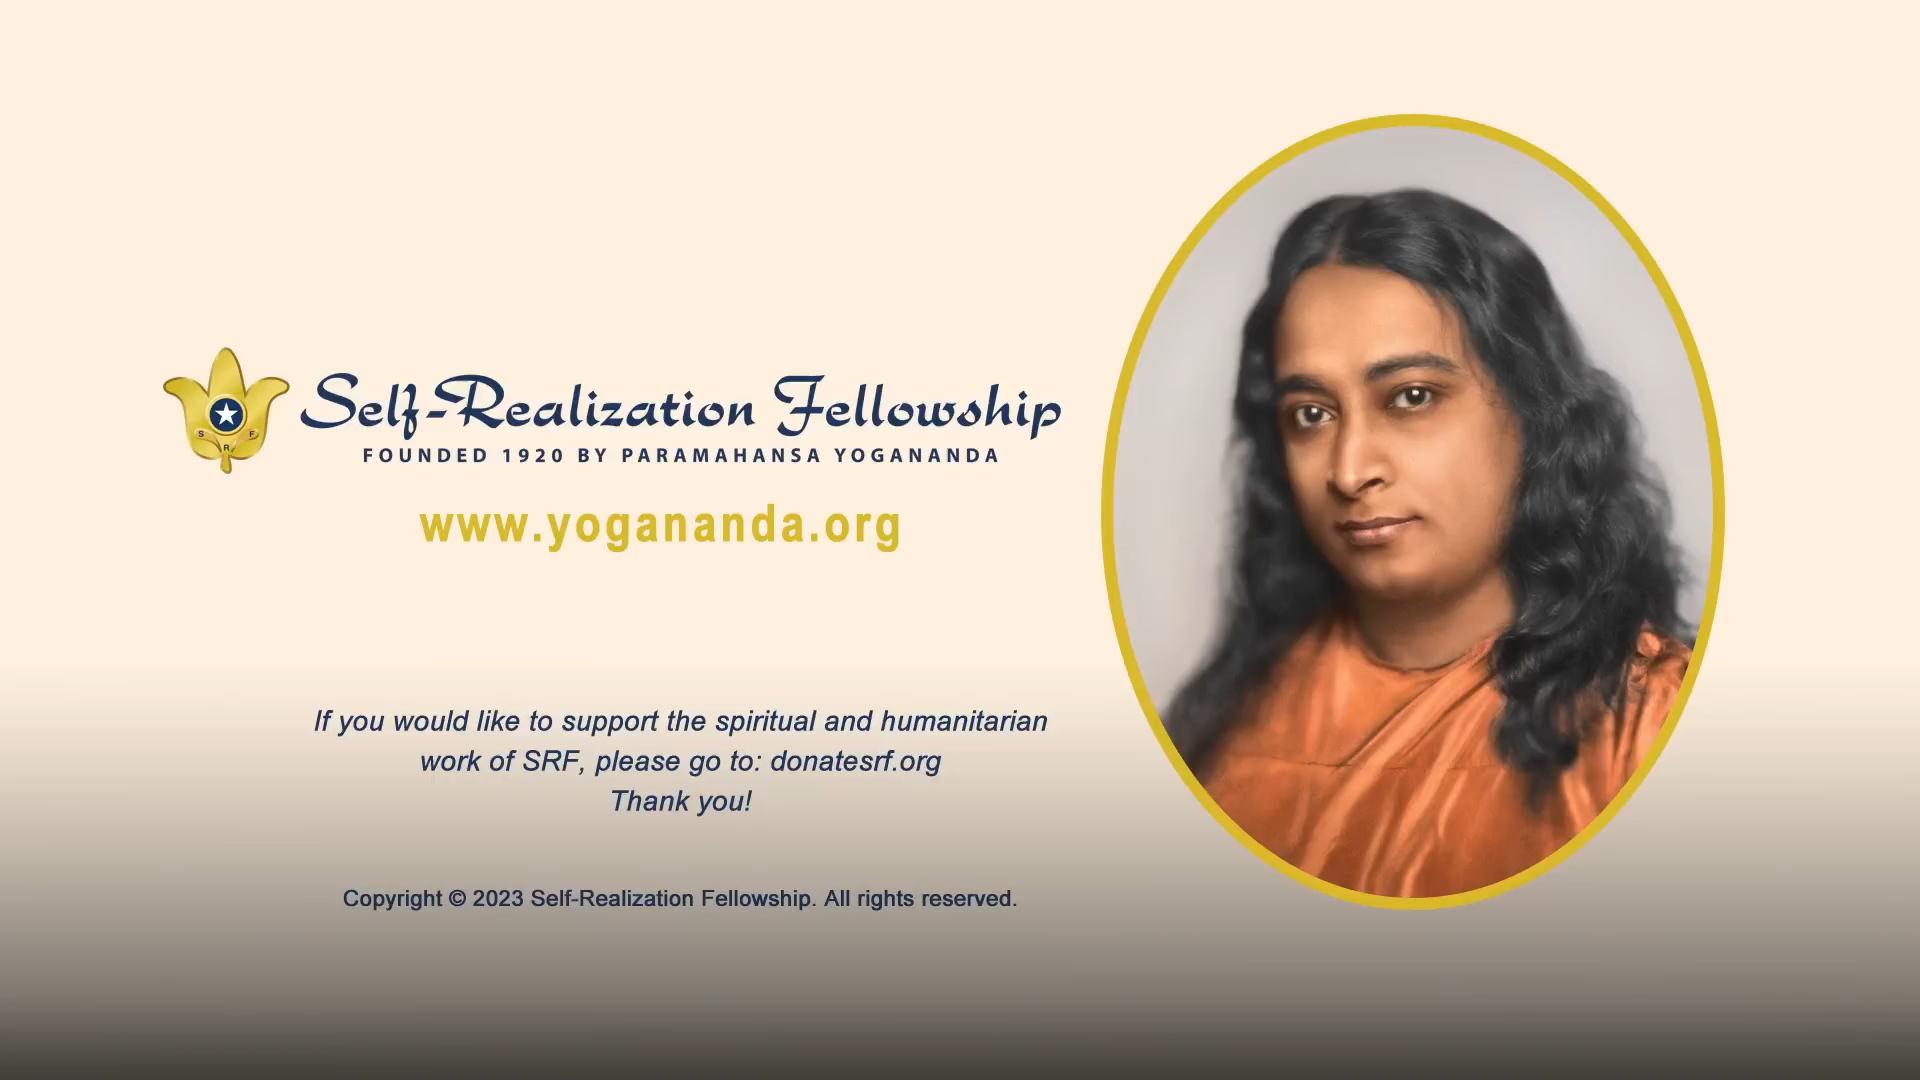 Self-Realization Fellowship
FOUNDED 1920 BY PARAMAHANSA YOGANANDA
S R F
www.yogananda.org
If you would like to support the spiritual and humanitarian
work of SRF, please go to: donatesrf.org
Thank you!
Copyright © 2023 Self-Realization Fellowship. All rights reserved.